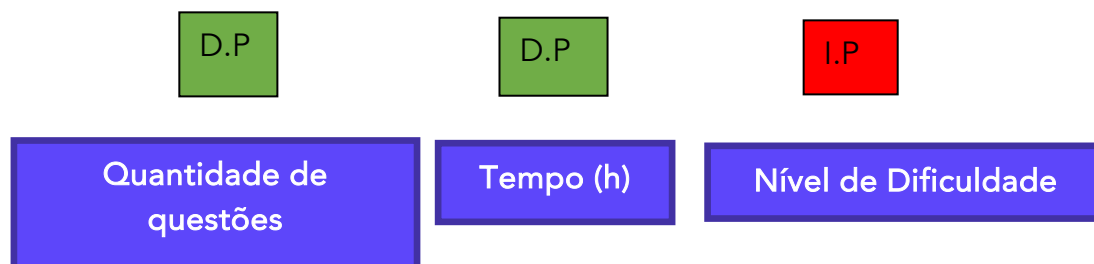 D.P
D.P
I.P
Quantidade de
questões
Tempo (h)
Nível de Dificuldade